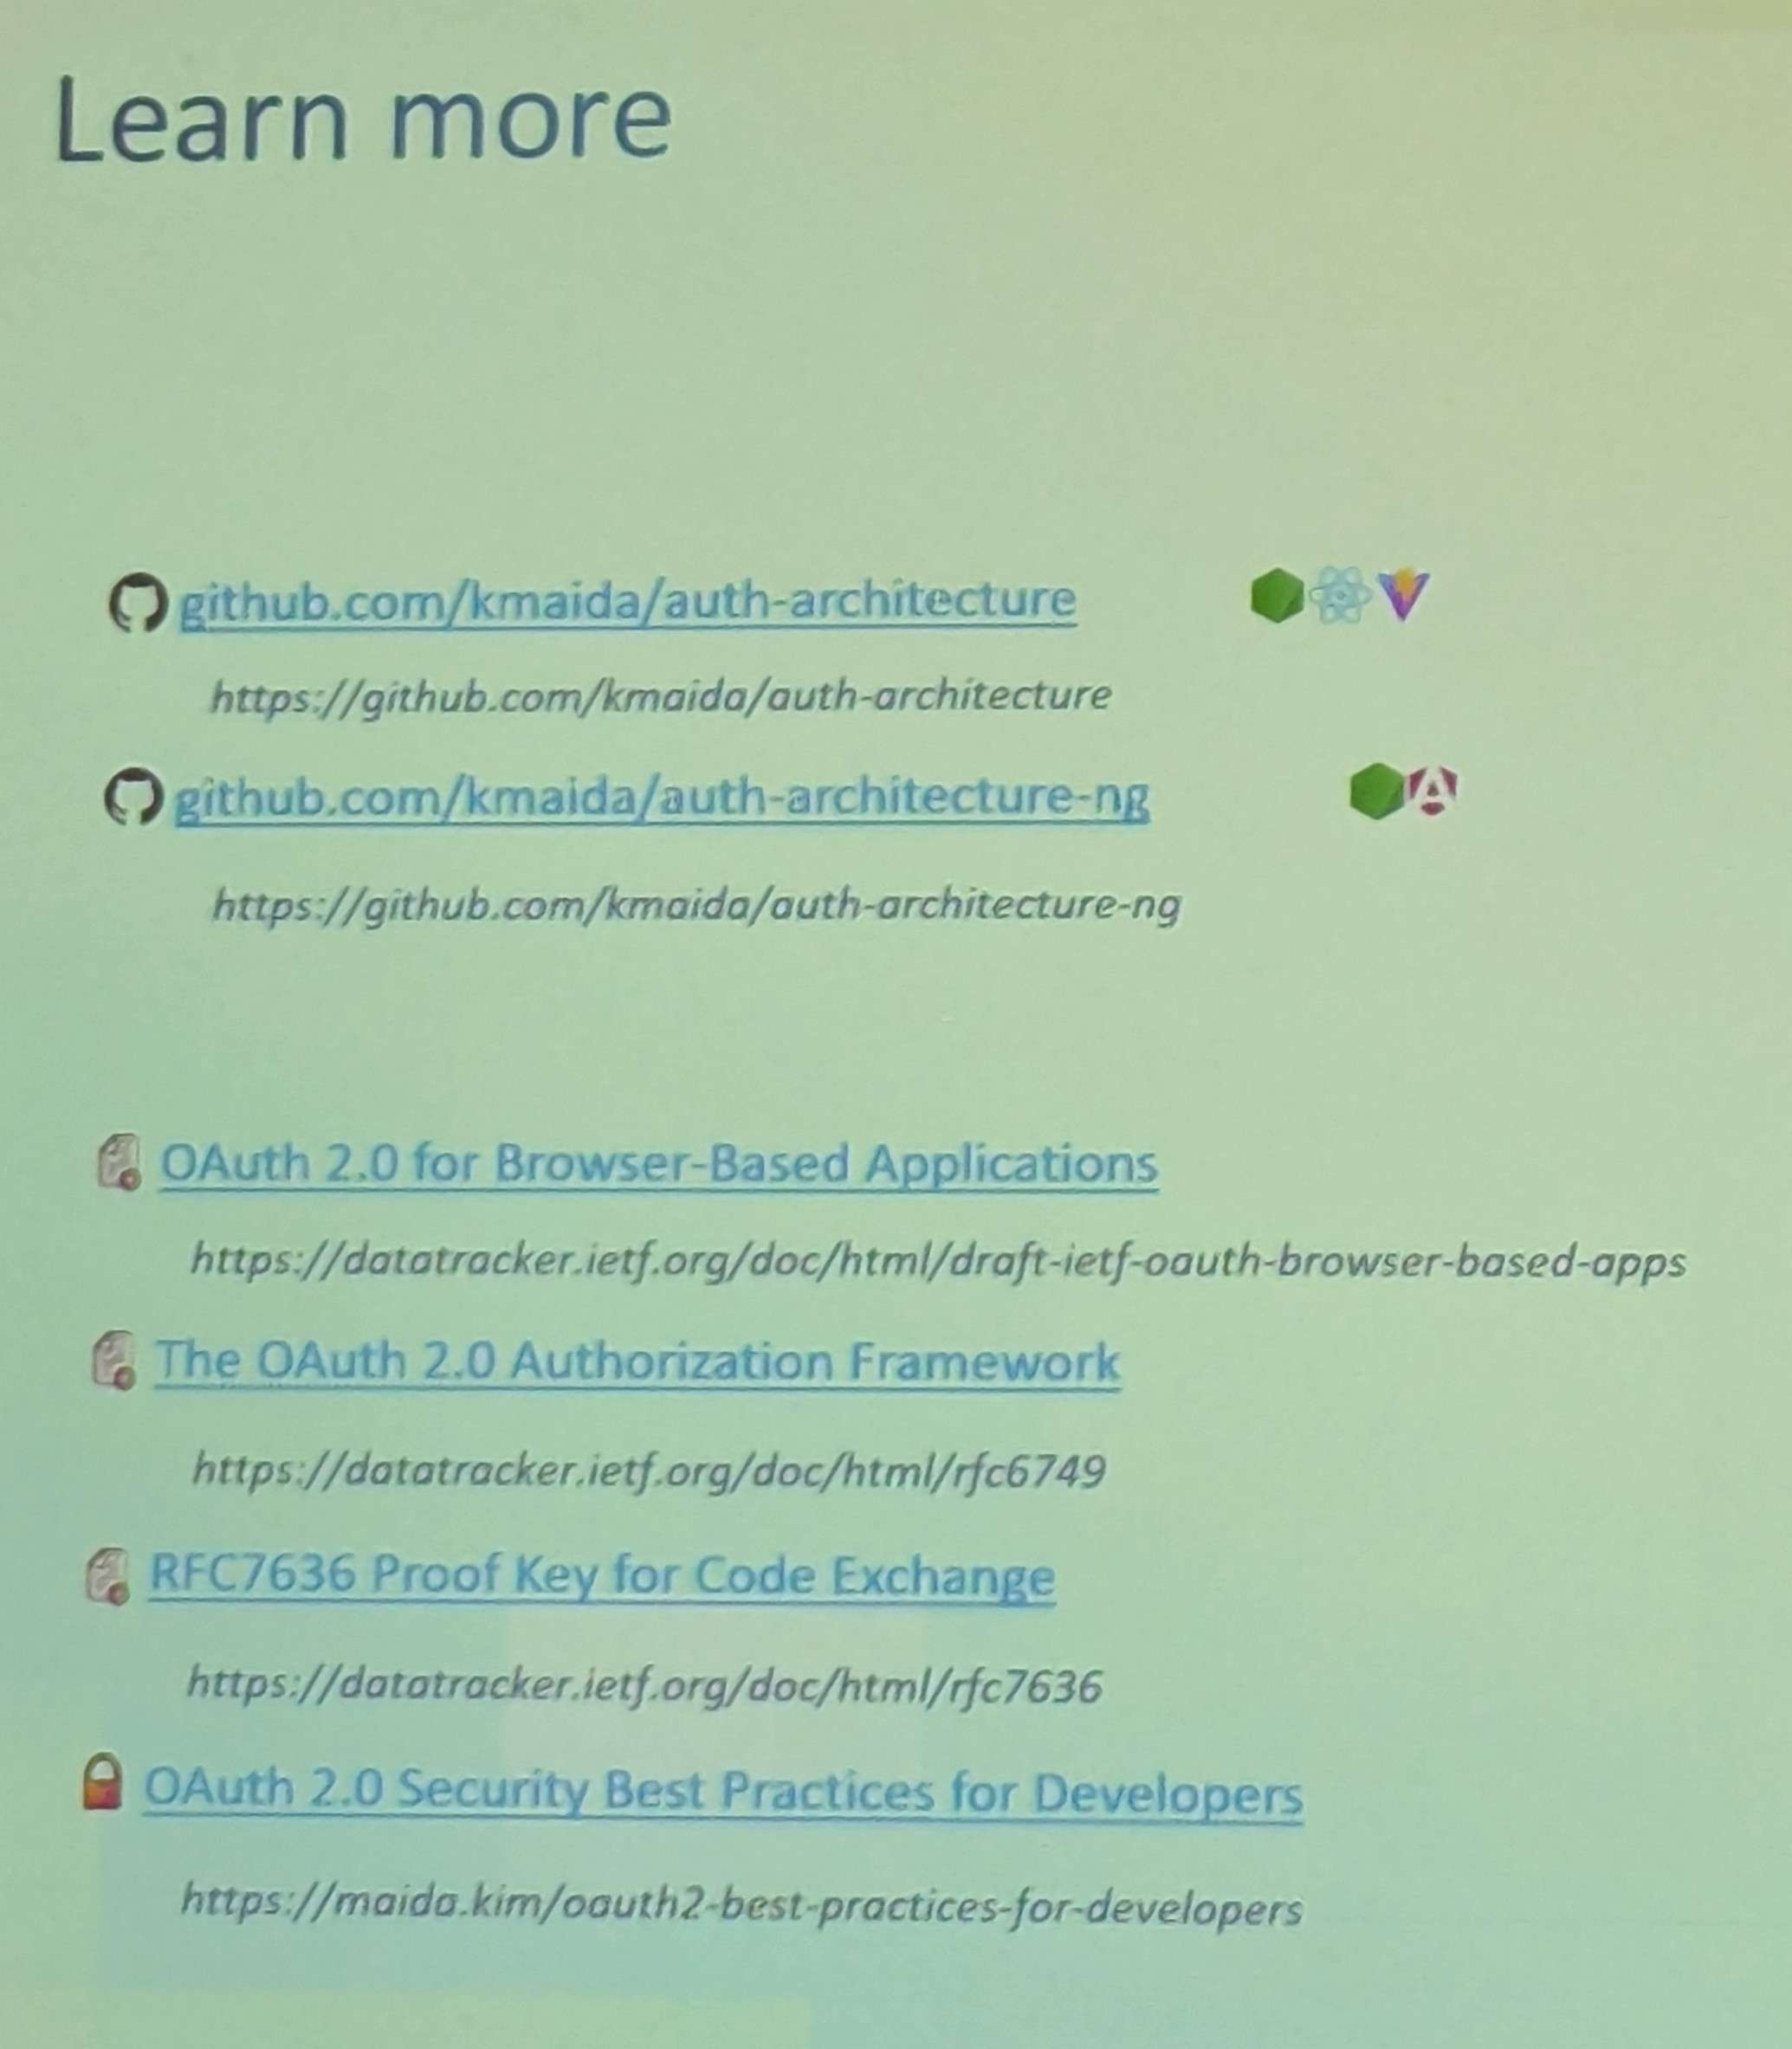 Learn more
github.com/kmaida/auth-architecture
https://github.com/kmaida/auth-architecture
github.com/kmaida/auth-architecture-ng
https://github.com/kmaida/auth-architecture-ng
OAuth 2.0 for Browser-Based Applications
https://datatracker.ietf.org/doc/html/draft-ietf-oauth-browser-based-apps
The OAuth 2.0 Authorization Framework
https://datatracker.ietf.org/doc/html/rfc6749
RFC7636 Proof Key for Code Exchange
https://datatracker.ietf.org/doc/html/rfc7636
OAuth 2.0 Security Best Practices for Developers
https://maida.kim/oauth2-best-practices-for-developers